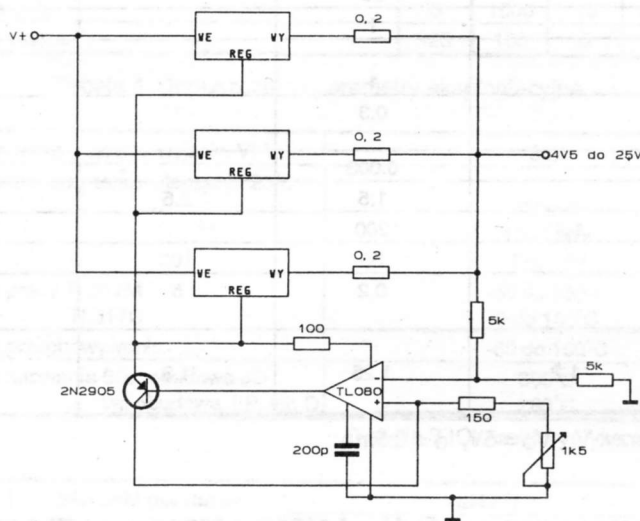 0,2
V+
VE
VY
REG
0,2
VE
VY
4V5 do 25V
REG
0,2
VE
VY
REG
5k
100
5k
2N2905
TL080
-
+
150
200p
1k5